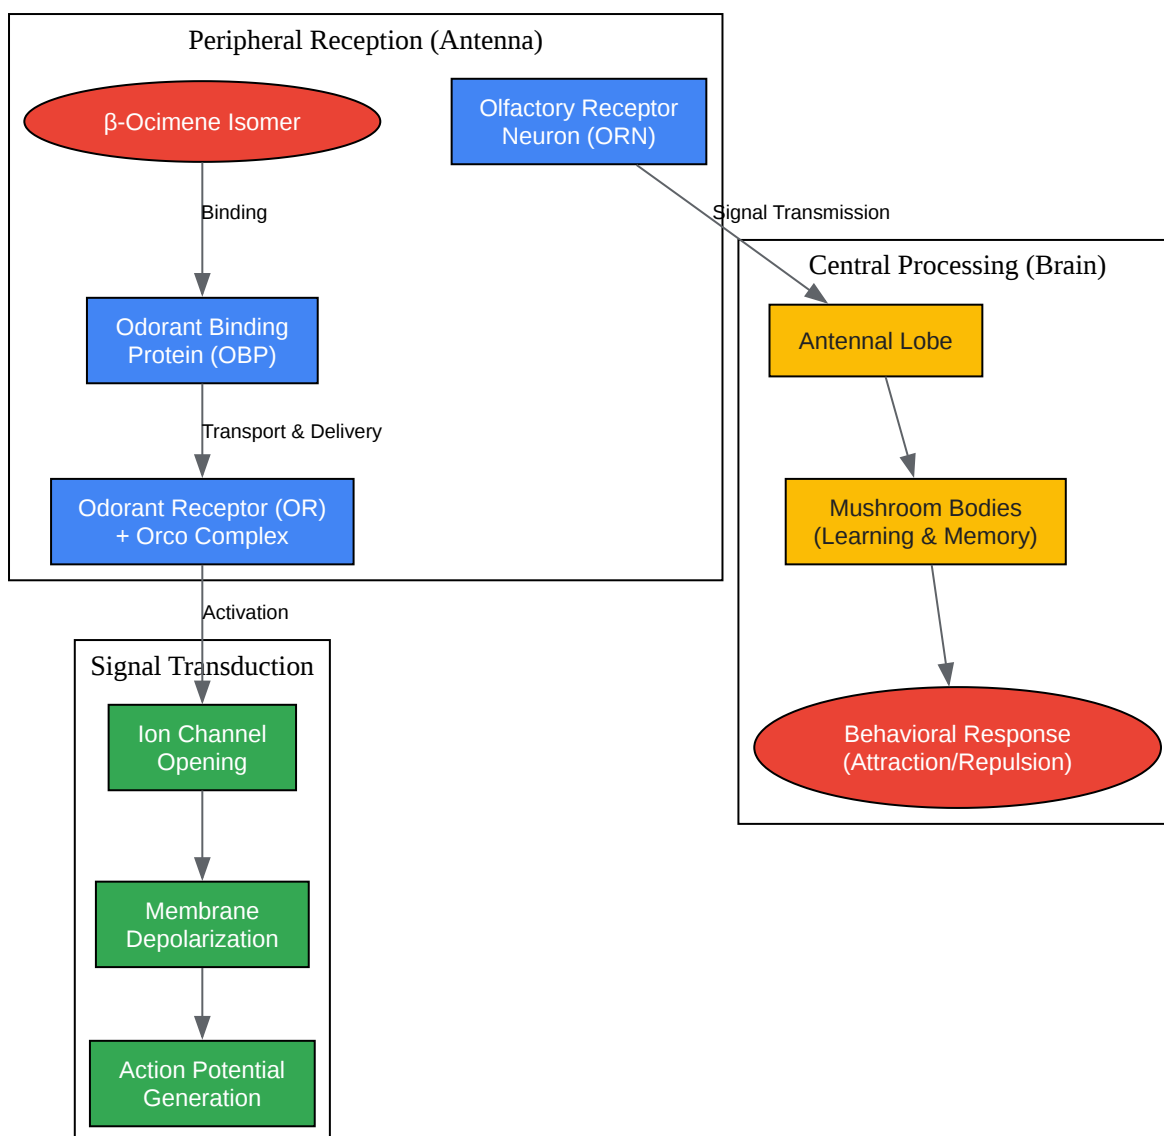 Peripheral Reception (Antenna)
β-Ocimene Isomer
Olfactory Receptor
Neuron (ORN)
Binding
Signal Transmission
Odorant Binding
Protein (OBP)
Transport & Delivery
Odorant Receptor (OR)
+ Orco Complex
Activation
Signal Transduction
Ion Channel
Opening
Membrane
Depolarization
Action Potential
Generation
Central Processing (Brain)
Antennal Lobe
Mushroom Bodies
(Learning & Memory)
Behavioral Response
(Attraction/Repulsion)